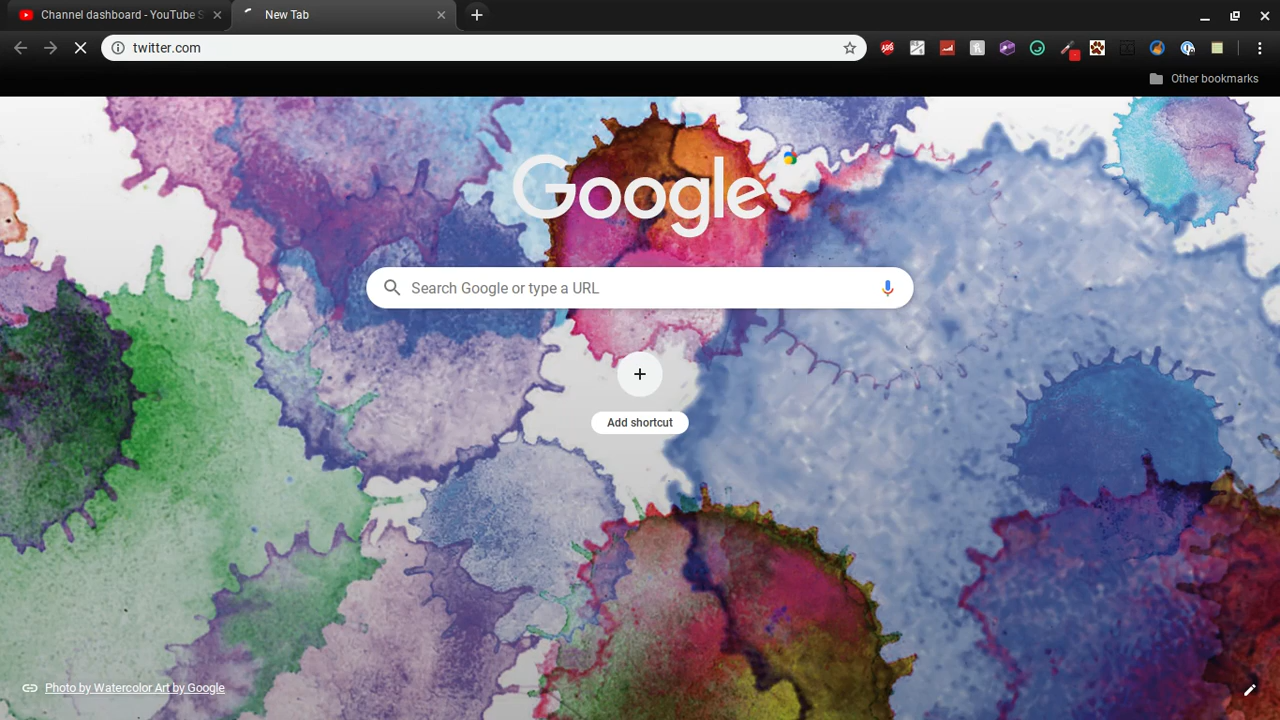 Channel dashboard - YouTube S
New Tab
twitter.com
Other bookmarks
Google
Search Google or type a URL
Add shortcut
Photo by Watercolor Art by Google